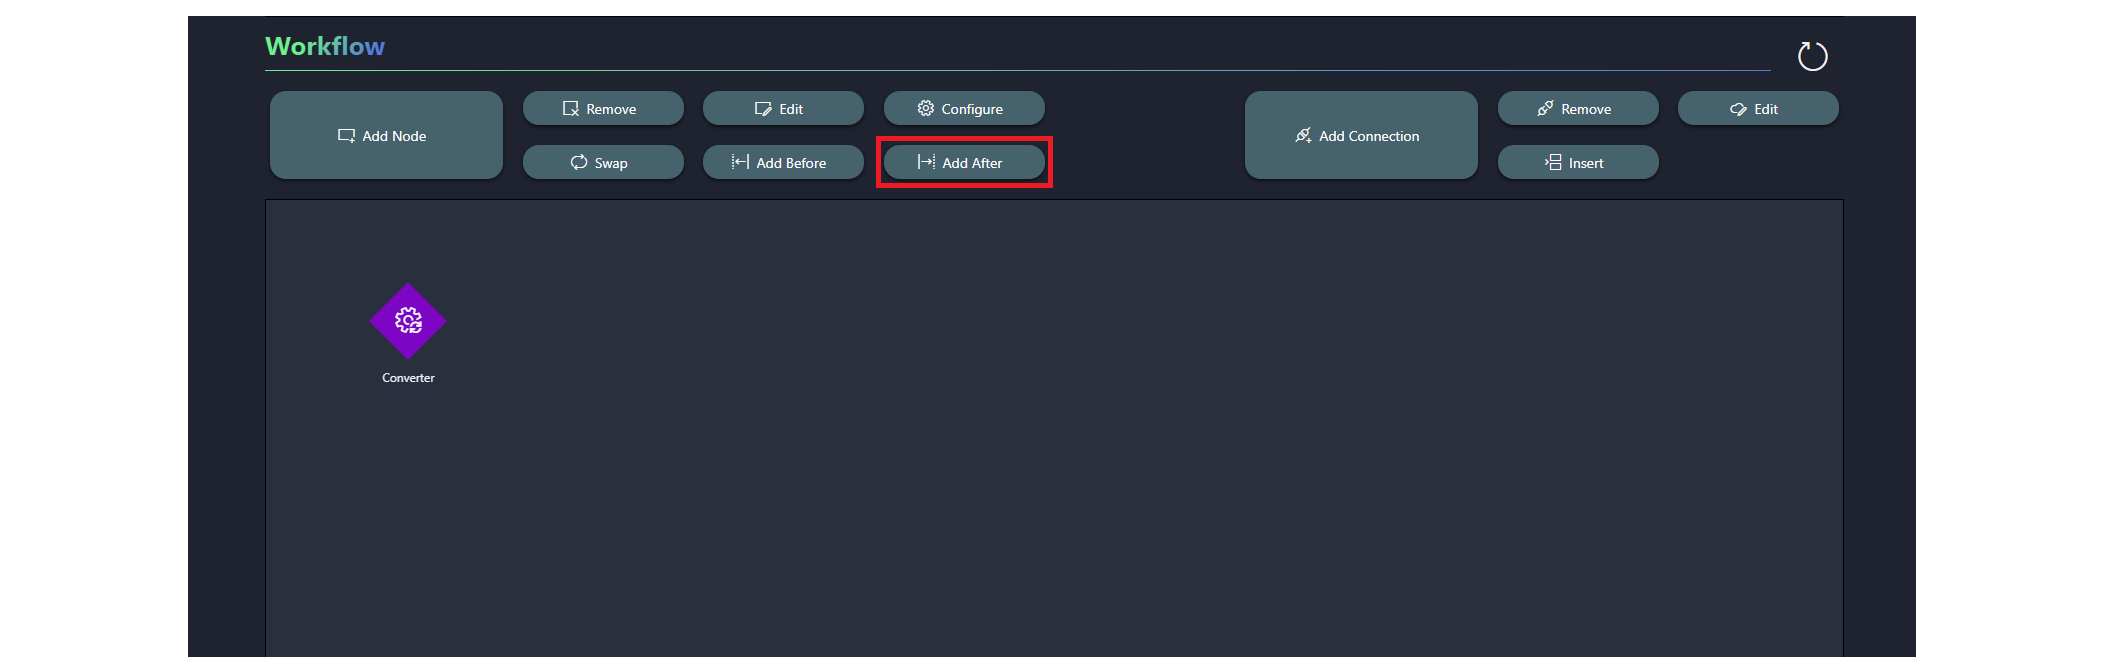 Workflow
Add Node
Remove
Edit
Configure
Swap
Add Before
Add After
Add Connection
Remove
Edit
Insert
Converter